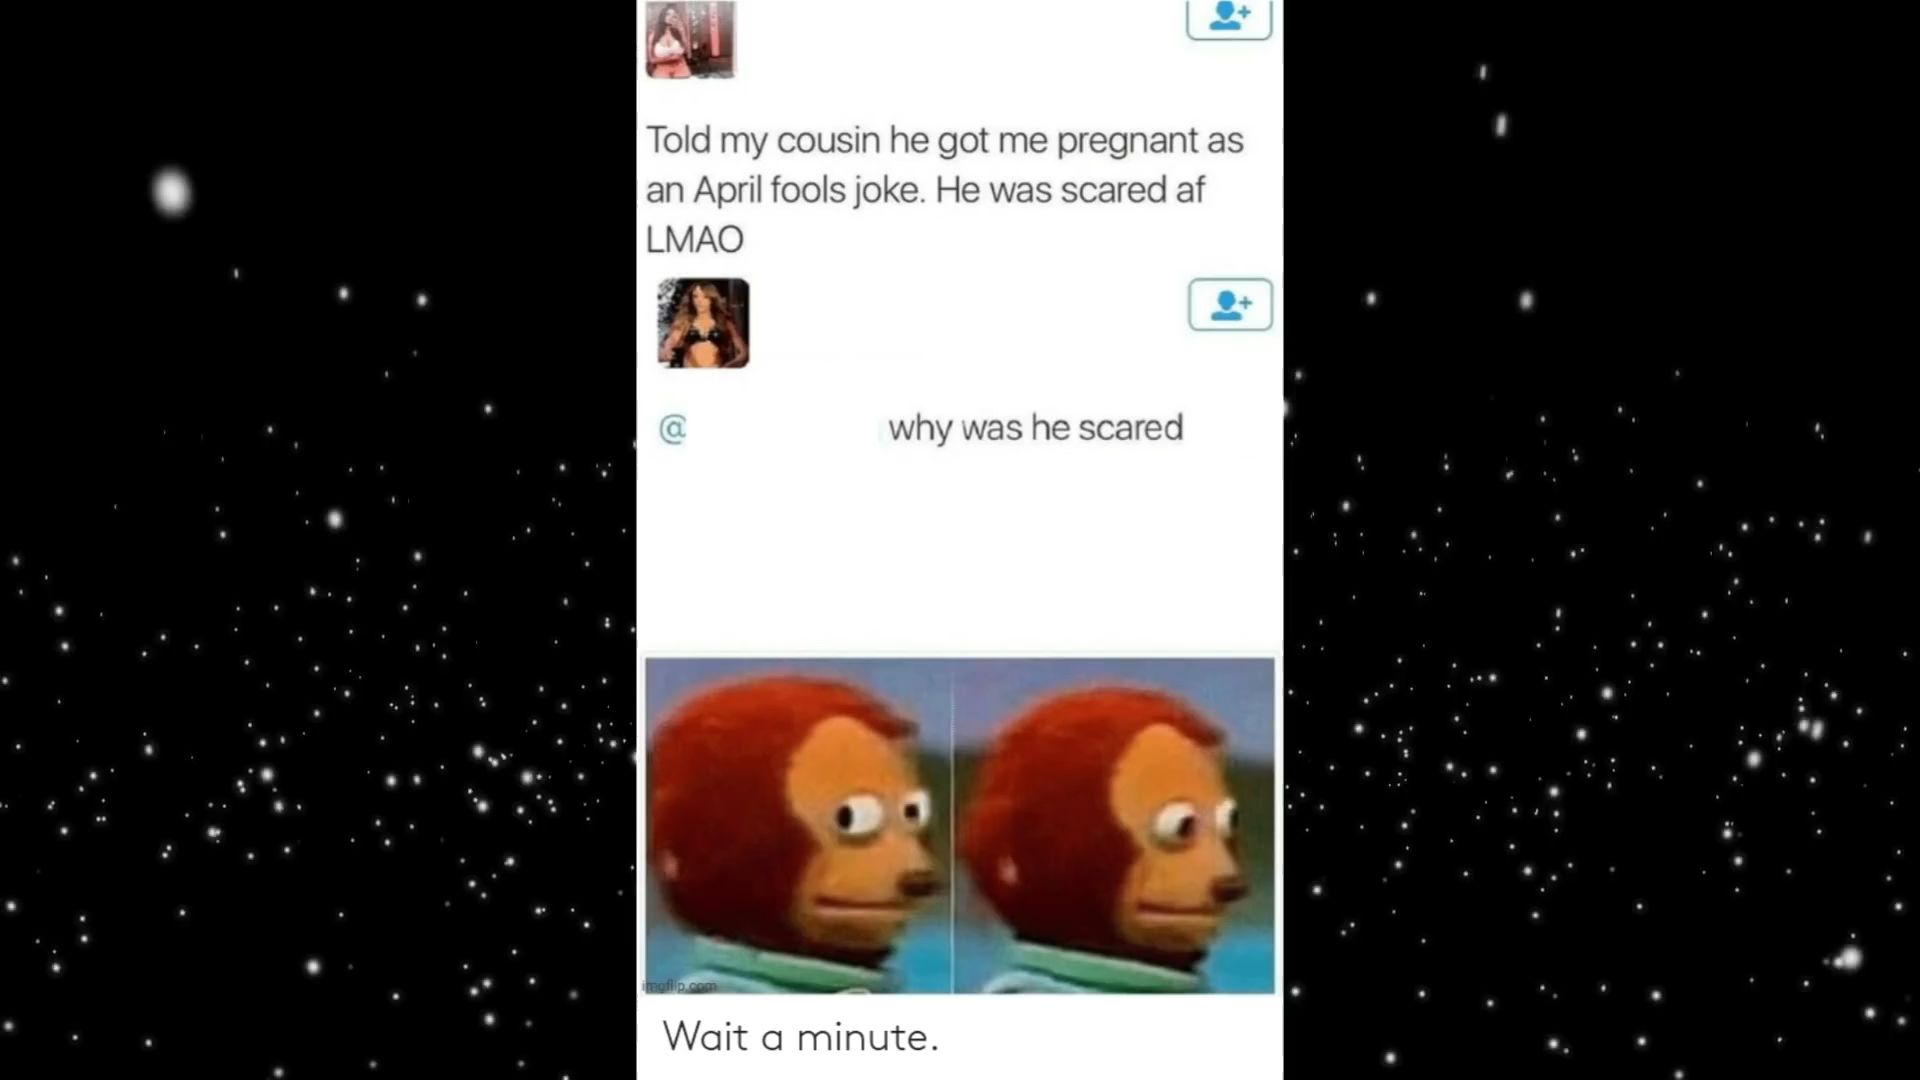 Told my cousin he got me pregnant as
an April fools joke. He was scared af
LMAO
@ why was he scared
imgflip.com
Wait a minute.